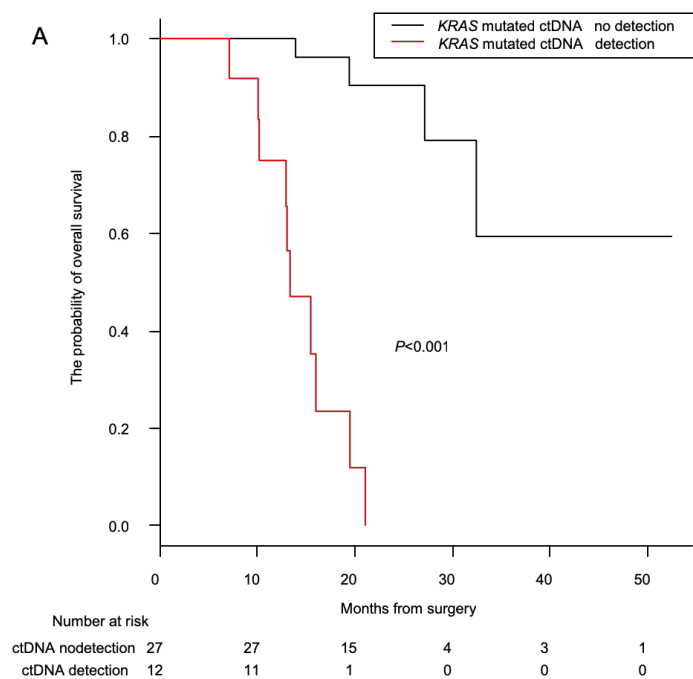 A
KRAS mutated ctDNA no detection
KRAS mutated ctDNA detection
The probability of overall survival
1.0
0.8
0.6
0.4
0.2
0.0
P<0.001
0 10 20 30 40 50
Months from surgery
Number at risk
ctDNA nodetection 27 27 15 4 3 1
ctDNA detection 12 11 1 0 0 0